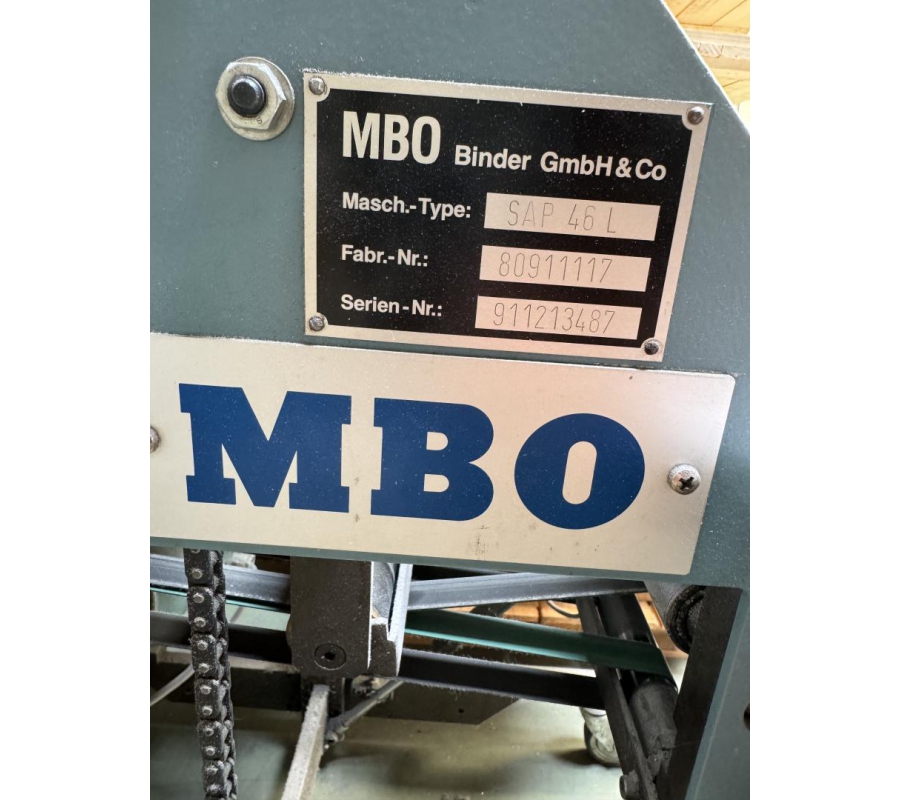 MBO Binder GmbH & Co
Masch.-Type: SAP 46 L
Fabr.-Nr.: 80911117
Serien-Nr.: 911213487
MBO